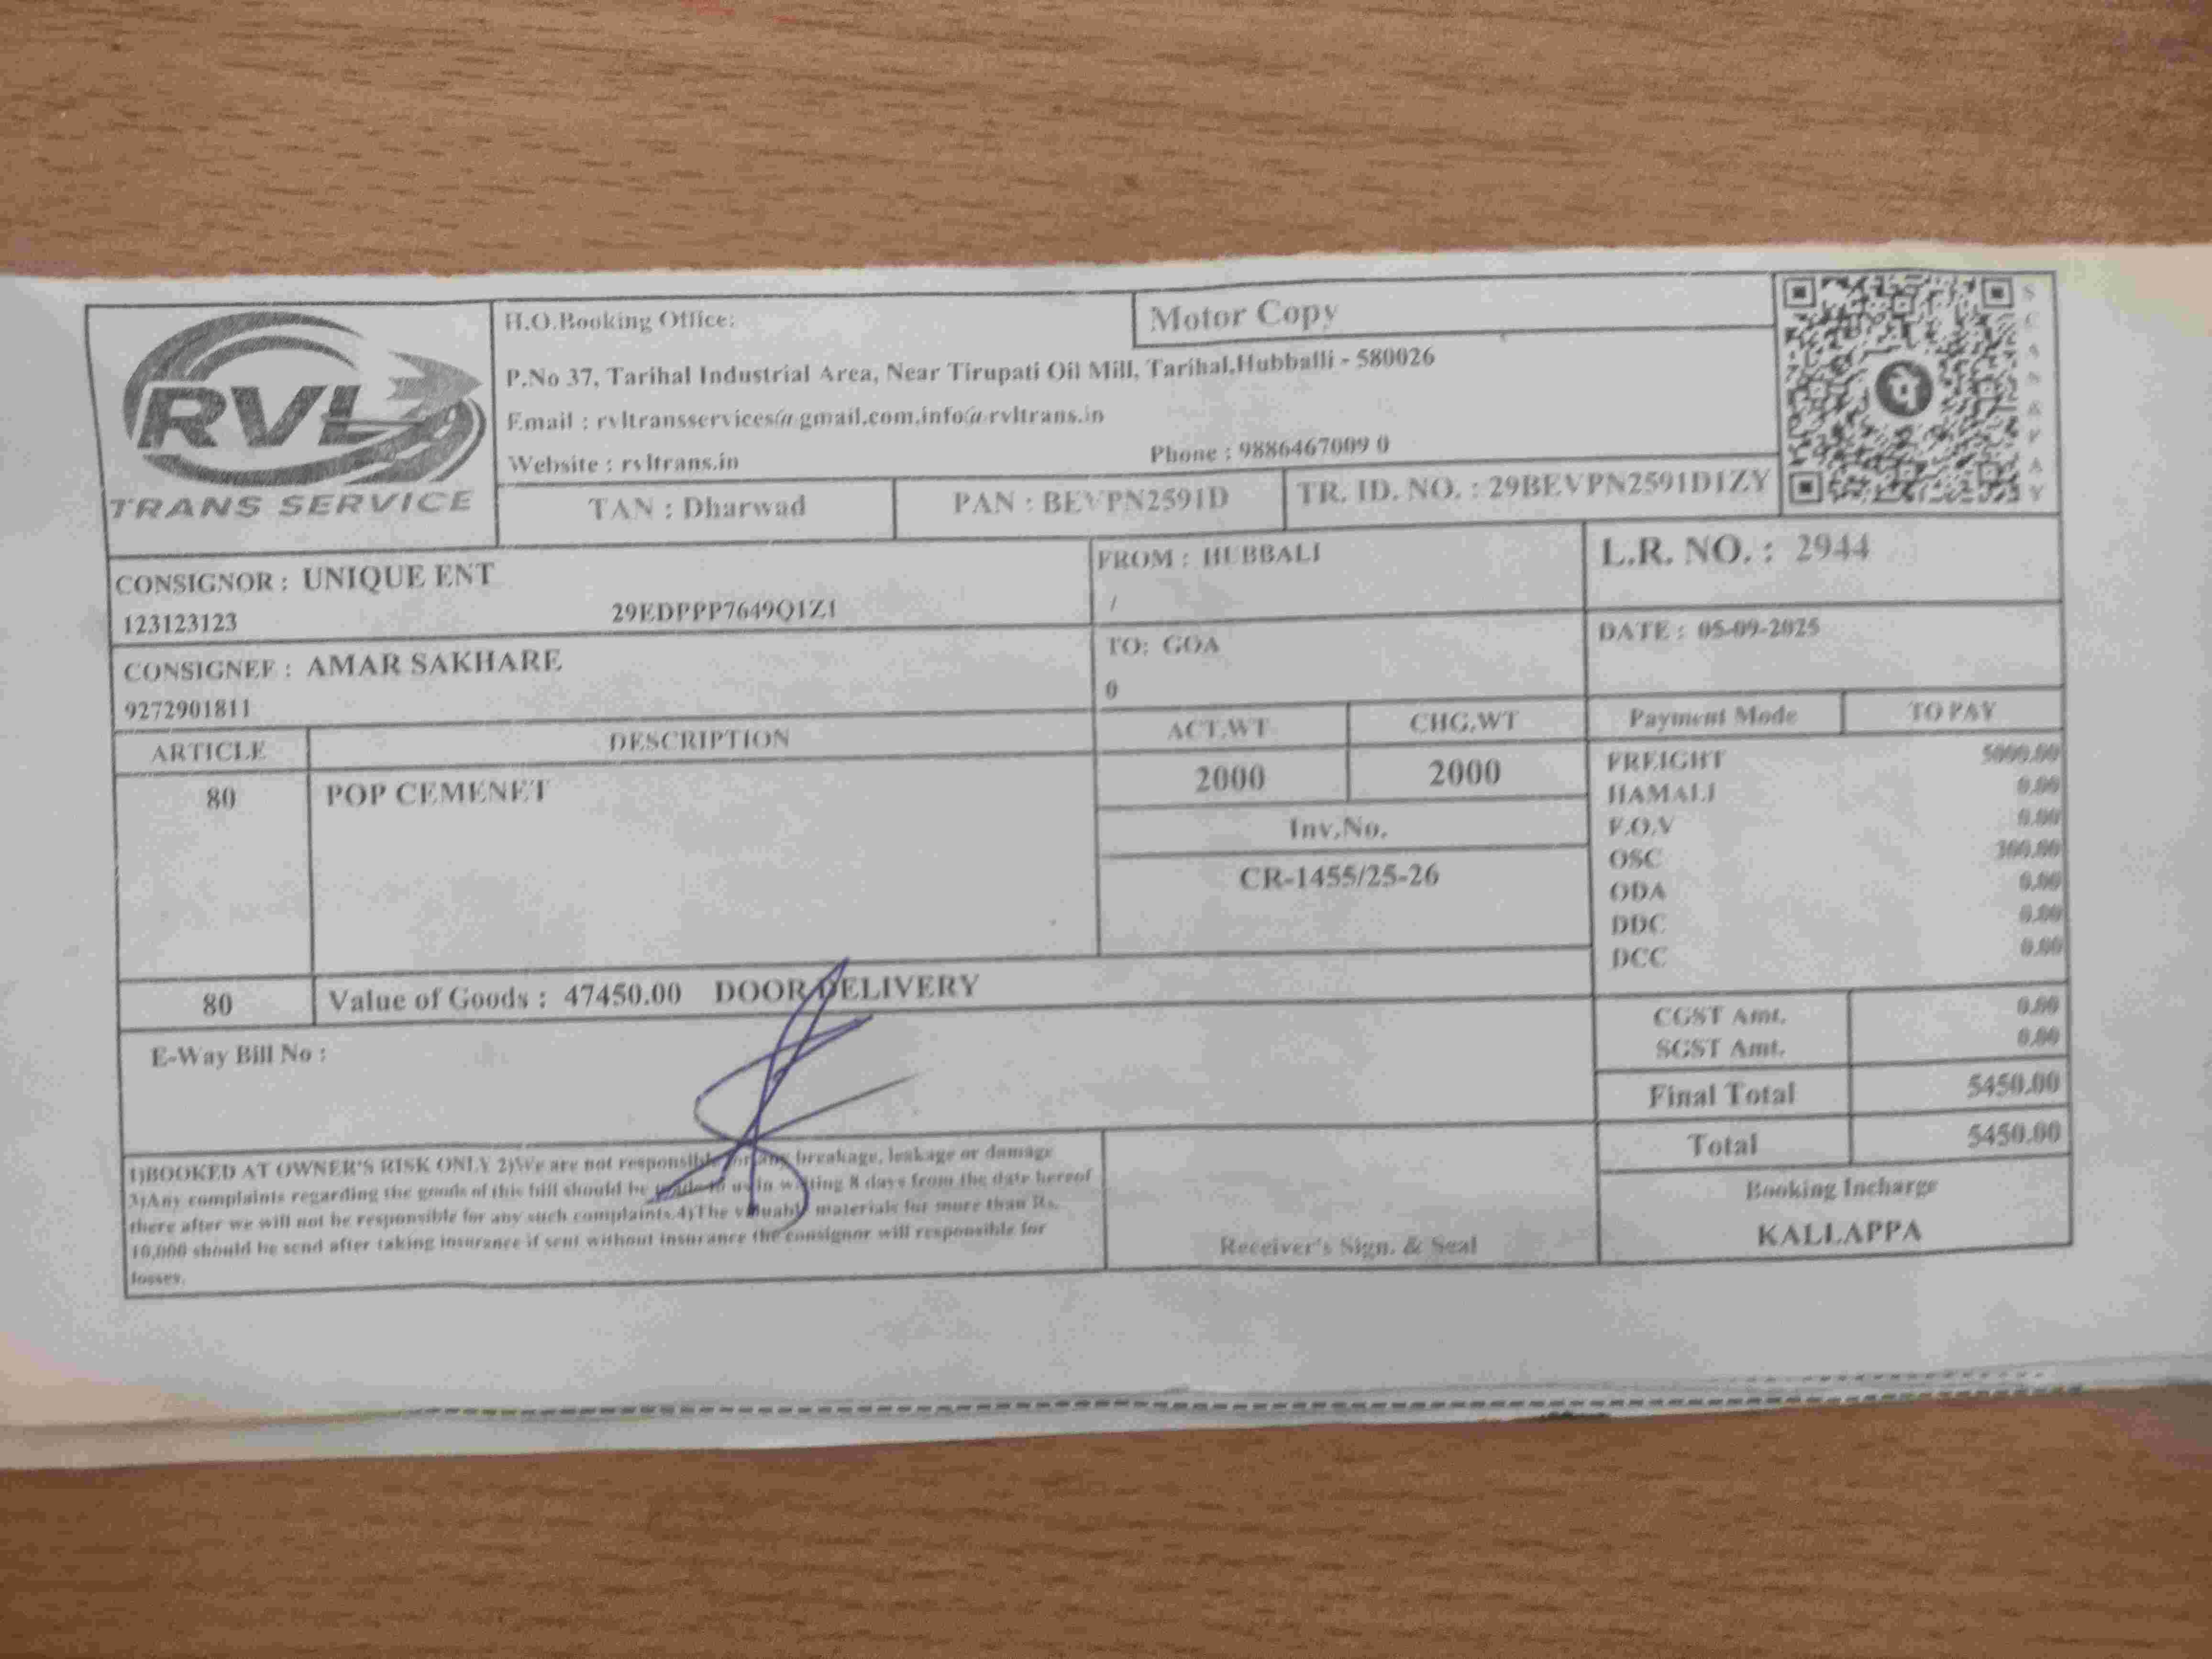 RVL
TRANS SERVICE
H.O.Booking Office:
Motor Copy
P.No 37, Tarihal Industrial Area, Near Tirupati Oil Mill, Tarihal,Hubballi - 580026
Email : rvltransservices@gmail.com,info@rvltrans.in
Website : rvltrans.in
Phone : 9886467009 0
TAN : Dharwad
PAN : BEVPN2591D
TR. ID. NO. : 29BEVPN2591D1ZY
SCAN & PAY
CONSIGNOR : UNIQUE ENT
123123123
29EDPPP7649Q1Z1
FROM : HUBBALI
/
L.R. NO. : 2944
CONSIGNEE : AMAR SAKHARE
9272901811
TO: GOA
0
DATE : 05-09-2025
ARTICLE
DESCRIPTION
ACT.WT
CHG.WT
Payment Mode
TO PAY
80
POP CEMENET
2000
2000
Inv.No.
CR-1455/25-26
FREIGHT 5000.00
HAMALI 0.00
F.O.V 0.00
OSC
ODA 0.00
DDC 0.00
DCC 0.00
80
Value of Goods : 47450.00 DOOR DELIVERY
E-Way Bill No :
CGST Amt. 0.00
SGST Amt. 0.00
Final Total 5450.00
Total 5450.00
1)BOOKED AT OWNER'S RISK ONLY 2)We are not responsible for any breakage, leakage or damage
3)Any complaints regarding the goods of this bill should be made to us in writing 8 days from the date hereof
there after we will not be responsible for any such complaints.4)The valuable materials for more than Rs.
10,000 should be send after taking insurance if sent without insurance the consignor will responsible for
losses.
Receiver's Sign. & Seal
Booking Incharge
KALLAPPA